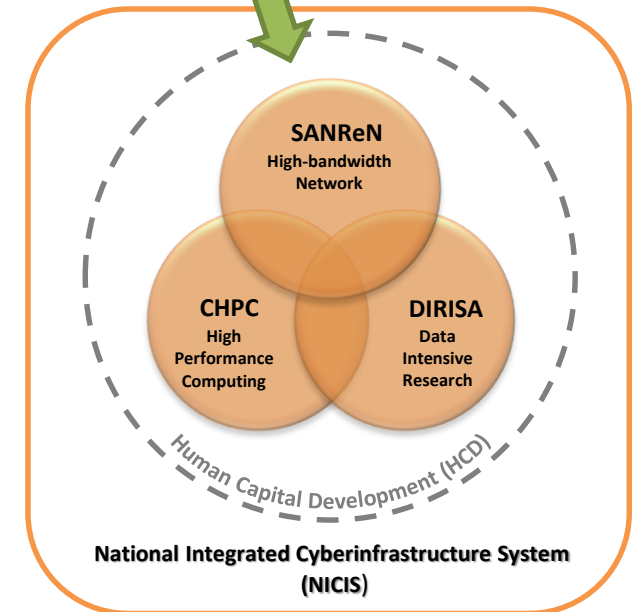 SANReN
High-bandwidth
Network
CHPC
High
Performance
Computing
DIRISA
Data
Intensive
Research
Human Capital Development (HCD)
National Integrated Cyberinfrastructure System
(NICIS)